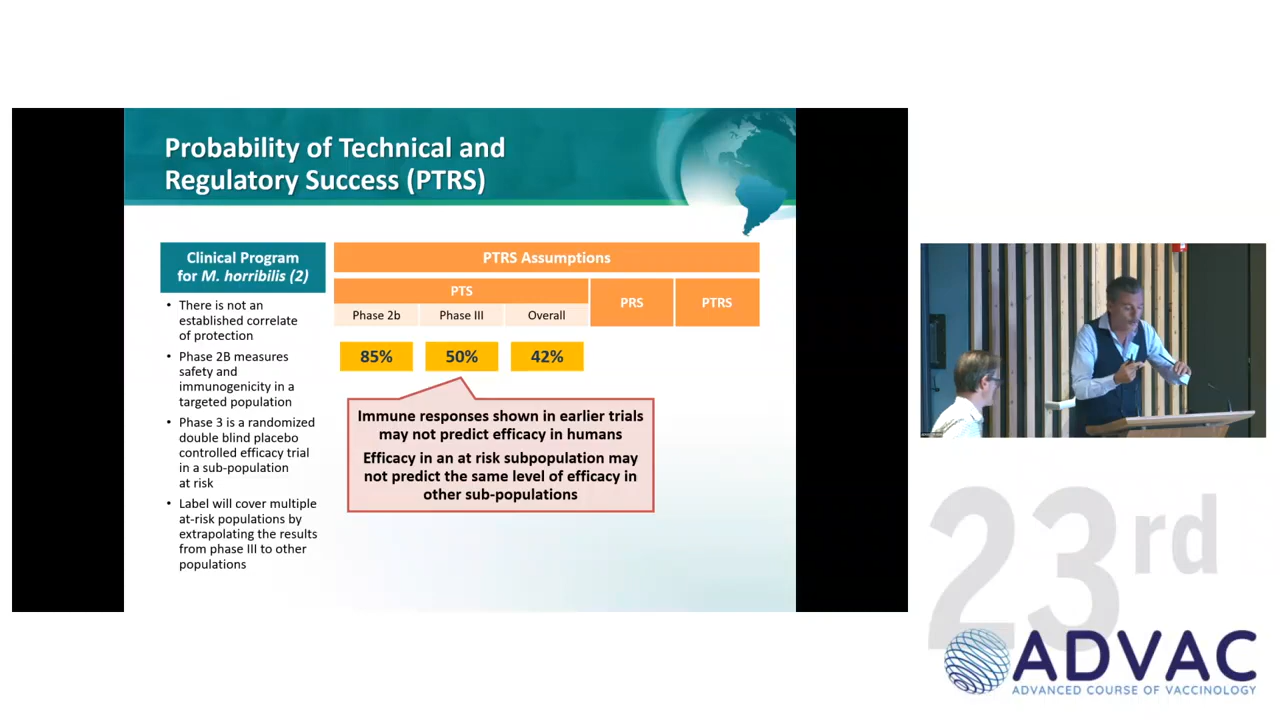 Probability of Technical and
Regulatory Success (PTRS)
Clinical Program
for M. horribilis (2)
• There is not an
established correlate
of protection
• Phase 2B measures
safety and
immunogenicity in a
targeted population
• Phase 3 is a randomized
double blind placebo
controlled efficacy trial
in a sub-population
at risk
• Label will cover multiple
at-risk populations by
extrapolating the results
from phase III to other
populations
PTRS Assumptions
PTS
PRS
PTRS
Phase 2b
Phase III
Overall
85%
50%
42%
Immune responses shown in earlier trials
may not predict efficacy in humans
Efficacy in an at risk subpopulation may
not predict the same level of efficacy in
other sub-populations
23rd
ADVAC
ADVANCED COURSE OF VACCINOLOGY